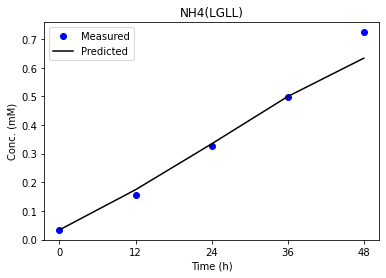 NH4(LGLL)
Measured
Predicted
Conc. (mM)
0.7
0.6
0.5
0.4
0.3
0.2
0.1
0.0
0 12 24 36 48
Time (h)